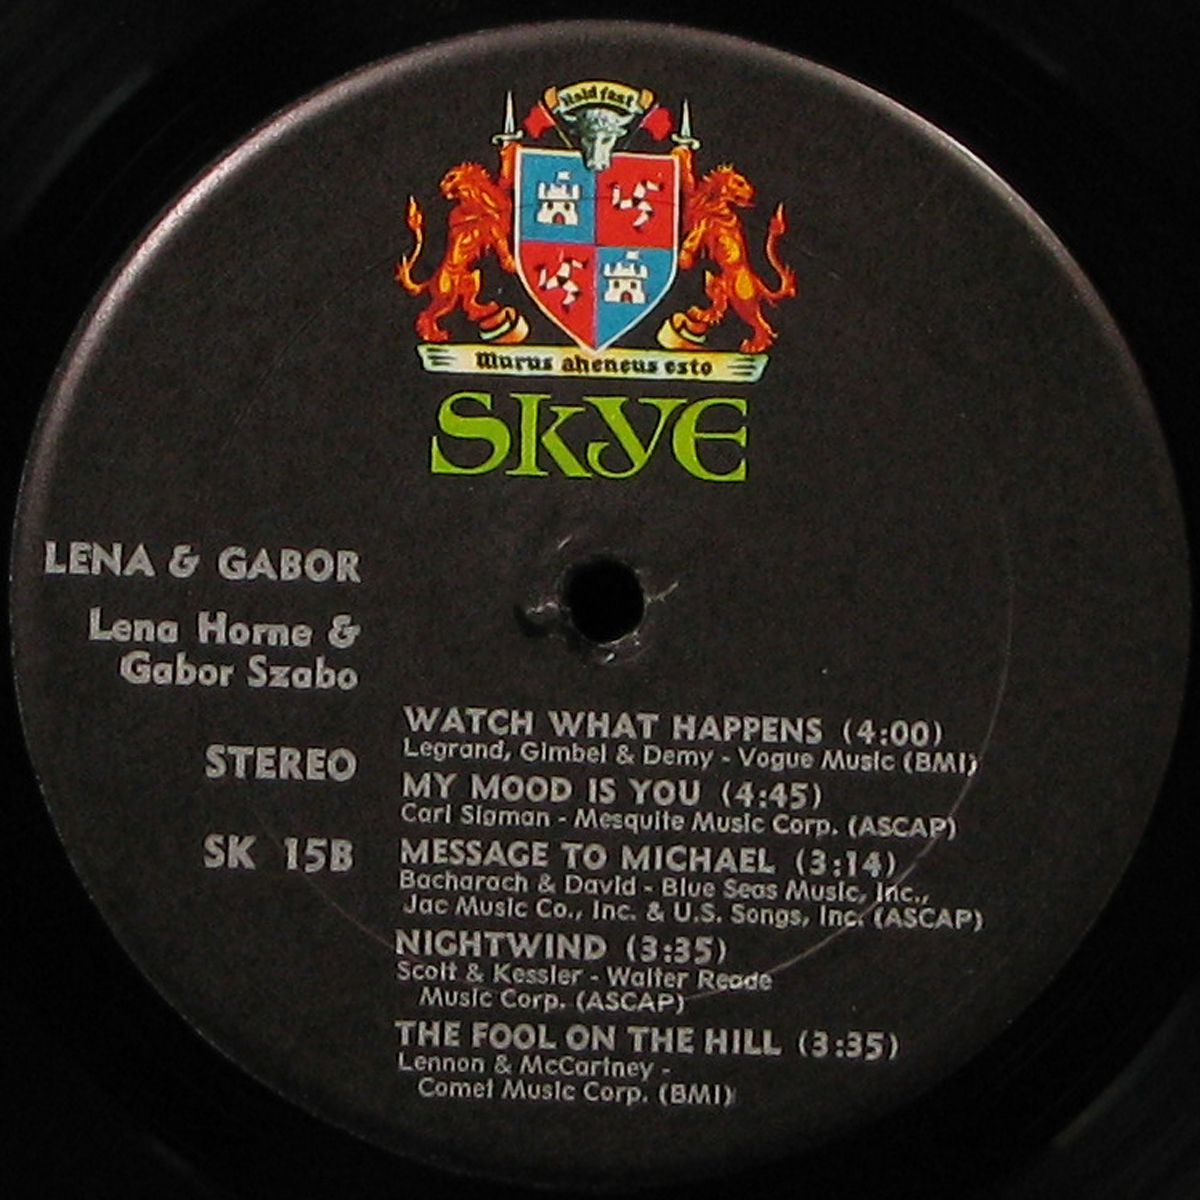 Hold fast
Murus aheneus esto
SKYE
LENA & GABOR
Lena Horne &
Gabor Szabo
STEREO
SK 15B
WATCH WHAT HAPPENS (4:00)
Legrand, Gimbel & Demy - Vogue Music (BMI)
MY MOOD IS YOU (4:45)
Carl Sigman - Mesquite Music Corp. (ASCAP)
MESSAGE TO MICHAEL (3:14)
Bacharach & David - Blue Seas Music, Inc.,
Jac Music Co., Inc. & U.S. Songs, Inc. (ASCAP)
NIGHTWIND (3:35)
Scott & Kessler - Walter Reade
Music Corp. (ASCAP)
THE FOOL ON THE HILL (3:35)
Lennon & McCartney -
Comet Music Corp. (BMI)